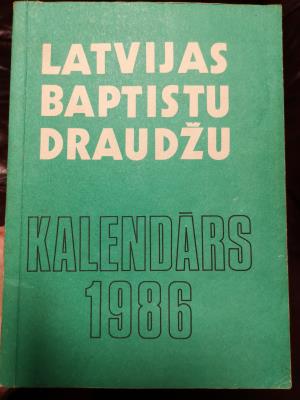 LATVIJAS
BAPTISTU
DRAUDŽU
KALENDĀRS
1986